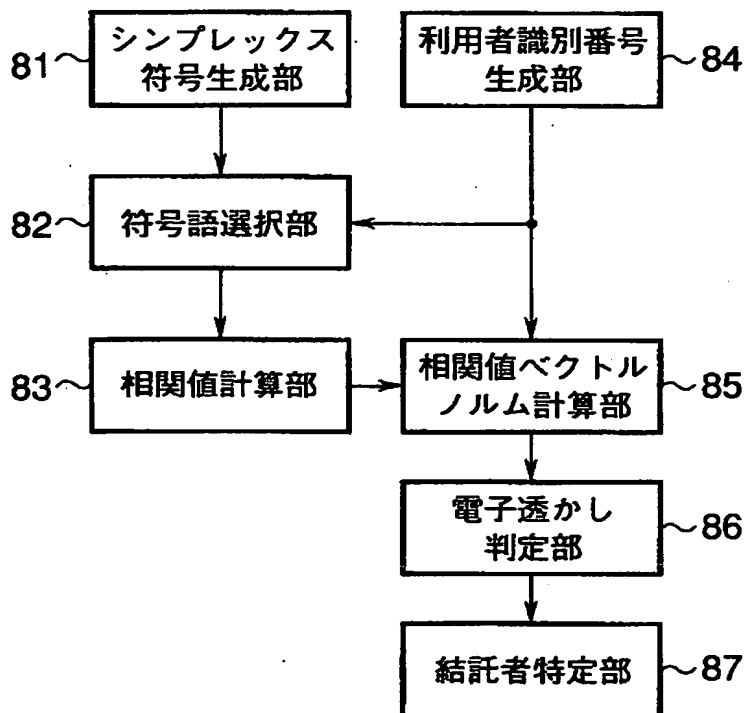 81
シンプレックス
符号生成部
利用者識別番号
生成部
84
82
符号語選択部
83
相関値計算部
相関値ベクトル
ノルム計算部
85
電子透かし
判定部
86
結託者特定部
87